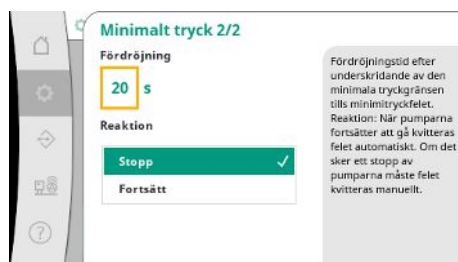 Minimalt tryck 2/2
Fördröjning
20 s
Reaktion
Stopp
Fortsätt
Fördröjningstid efter
underskridande av den
minimala tryckgränsen
tills minimitryckfelet.
Reaktion: När pumparna
fortsätter att gå kvitteras
felet automatiskt. Om det
sker ett stopp av
pumparna måste felet
kvitteras manuellt.